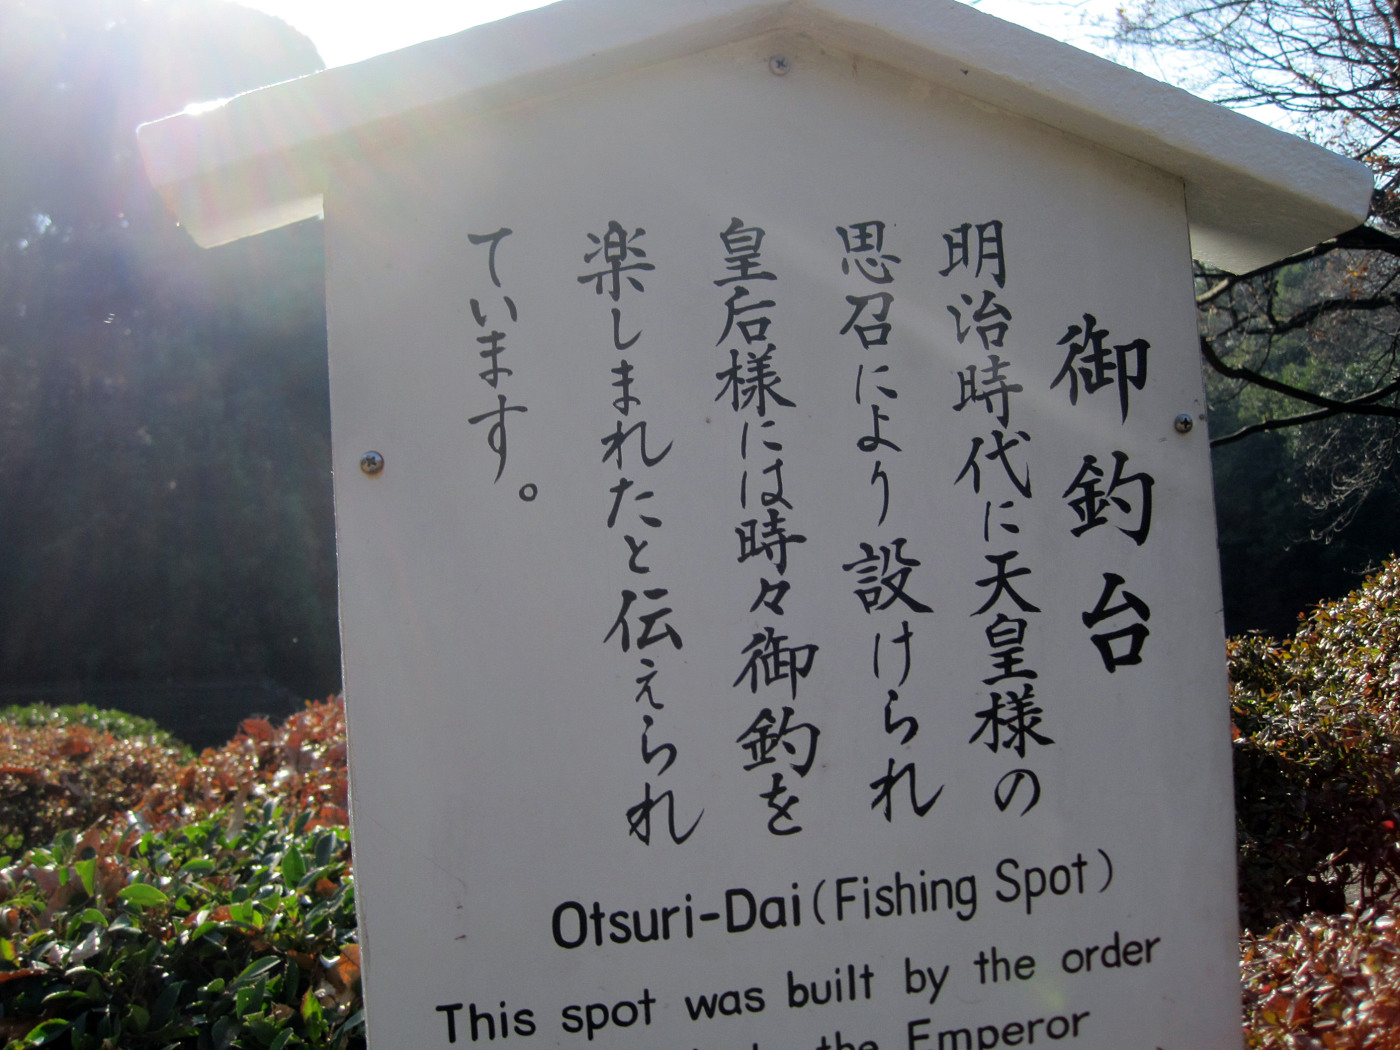 御釣台
明治時代に天皇様の
思召により設けられ
皇后様には時々御釣を
楽しまれたと伝えられ
ています。
Otsuri-Dai (Fishing Spot)
This spot was built by the order
the Emperor